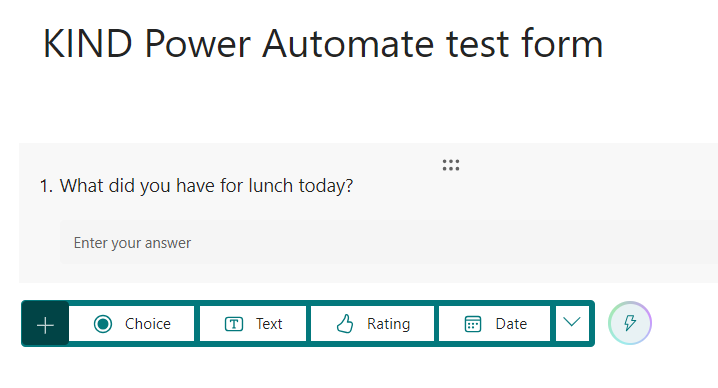 KIND Power Automate test form
1. What did you have for lunch today?
Enter your answer
Choice Text Rating Date